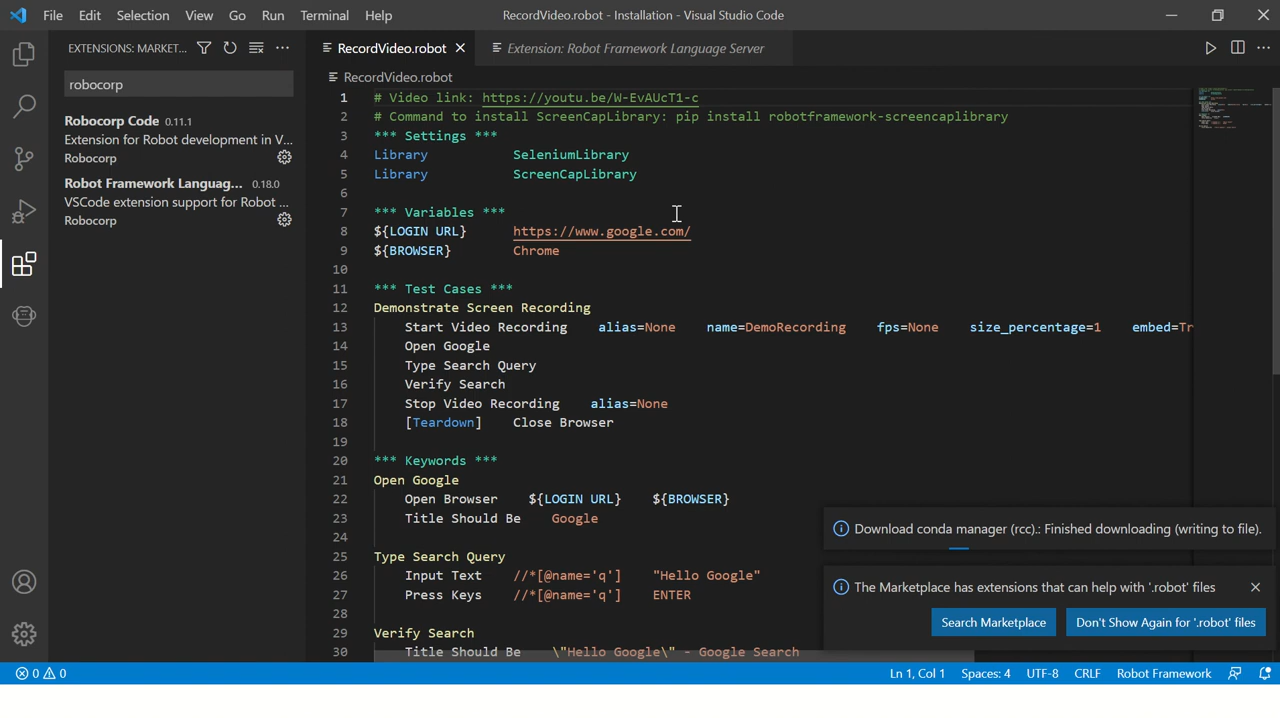 File Edit Selection View Go Run Terminal Help RecordVideo.robot - Installation - Visual Studio Code
EXTENSIONS: MARKET...
robocorp
Robocorp Code 0.11.1
Extension for Robot development in V...
Robocorp
Robot Framework Languag... 0.18.0
VSCode extension support for Robot ...
Robocorp
RecordVideo.robot Extension: Robot Framework Language Server
RecordVideo.robot
1 # Video link: https://youtu.be/W-EvAUcT1-c
2 # Command to install ScreenCapLibrary: pip install robotframework-screencaplibrary
3 *** Settings ***
4 Library SeleniumLibrary
5 Library ScreenCapLibrary
6
7 *** Variables ***
8 ${LOGIN URL} https://www.google.com/
9 ${BROWSER} Chrome
10
11 *** Test Cases ***
12 Demonstrate Screen Recording
13 Start Video Recording alias=None name=DemoRecording fps=None size_percentage=1 embed=Tr
14 Open Google
15 Type Search Query
16 Verify Search
17 Stop Video Recording alias=None
18 [Teardown] Close Browser
19
20 *** Keywords ***
21 Open Google
22 Open Browser ${LOGIN URL} ${BROWSER}
23 Title Should Be Google
24
25 Type Search Query
26 Input Text //*[@name='q'] "Hello Google"
27 Press Keys //*[@name='q'] ENTER
28
29 Verify Search
30 Title Should Be \"Hello Google\" - Google Search
Download conda manager (rcc).: Finished downloading (writing to file).
The Marketplace has extensions that can help with '.robot' files
Search Marketplace Don't Show Again for '.robot' files
0 0 Ln 1, Col 1 Spaces: 4 UTF-8 CRLF Robot Framework